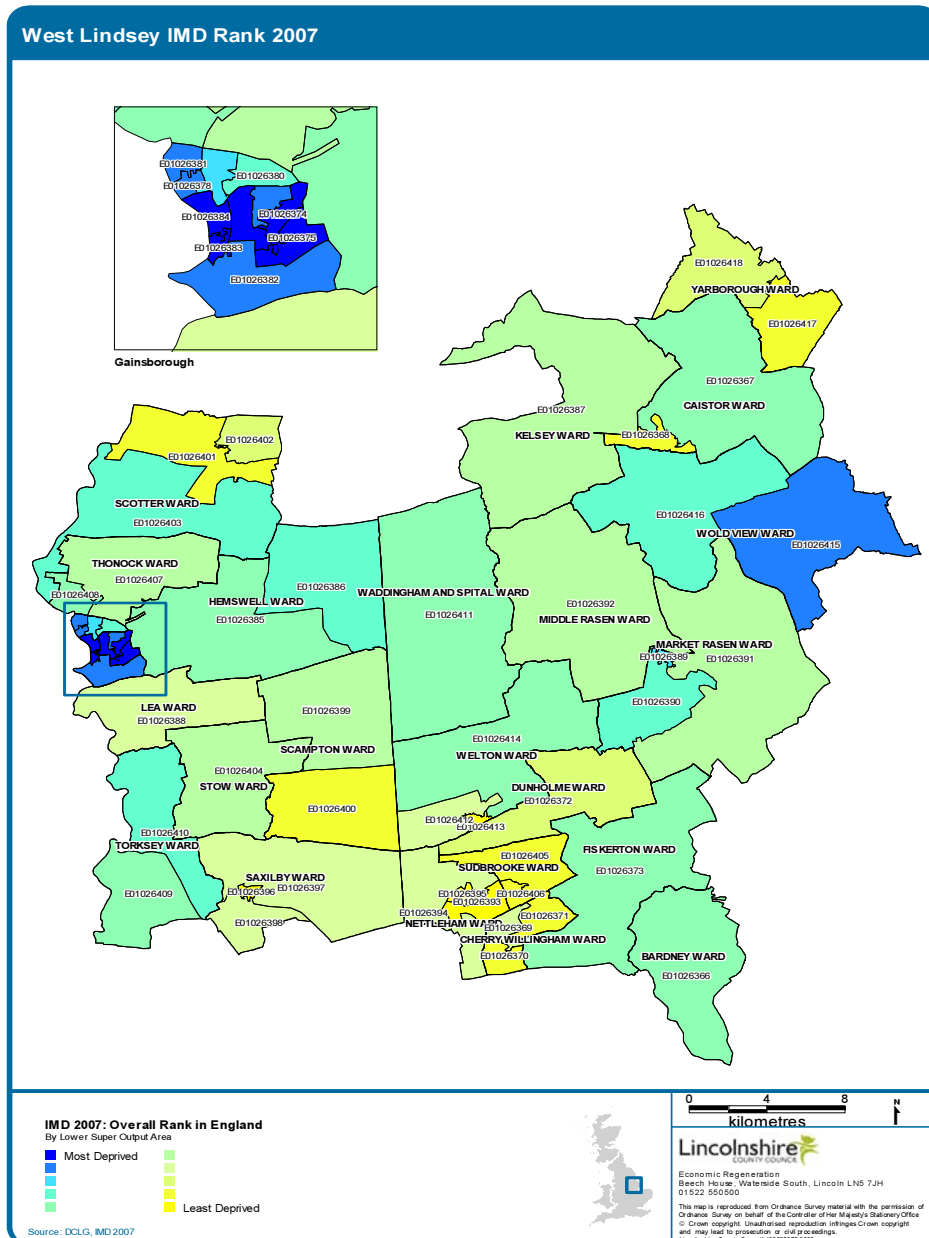 West Lindsey IMD Rank 2007
E01026381
E01026380
E01026378
E01026384
E01026374
E01026375
E01026383
E01026382
Gainsborough
E01026418
YARBOROUGH WARD
E01026417
E01026367
CAISTOR WARD
E01026387
KELSEY WARD
E01026368
E01026402
E01026401
SCOTTER WARD
E01026403
E01026416
WOLD VIEW WARD
E01026415
THONOCK WARD
E01026407
E01026408
E01026386
HEMSWELL WARD
E01026385
WADDINGHAM AND SPITAL WARD
E01026411
E01026392
MIDDLE RASEN WARD
MARKET RASEN WARD
E01026389
E01026391
E01026390
LEA WARD
E01026388
E01026399
SCAMPTON WARD
E01026414
WELTON WARD
E01026404
STOW WARD
E01026400
DUNHOLME WARD
E01026372
E01026412
E01026413
E01026410
TORKSEY WARD
E01026409
E01026405
SUDBROOKE WARD
FISKERTON WARD
E01026373
SAXILBY WARD
E01026396
E01026397
E01026398
E01026395
E01026406
E01026393
E01026394
E01026371
NETTLEHAM WARD
E01026369
CHERRY WILLINGHAM WARD
E01026370
BARDNEY WARD
E01026366
IMD 2007: Overall Rank in England
By Lower Super Output Area
Most Deprived
Least Deprived
Source: DCLG, IMD 2007
0 4 8
kilometres
N
Lincolnshire
COUNTY COUNCIL
Economic Regeneration
Beech House, Waterside South, Lincoln LN5 7JH
01522 550500
This map is reproduced from Ordnance Survey material with the permission of
Ordnance Survey on behalf of the Controller of Her Majesty's Stationery Office
© Crown copyright. Unauthorised reproduction infringes Crown copyright
and may lead to prosecution or civil proceedings.